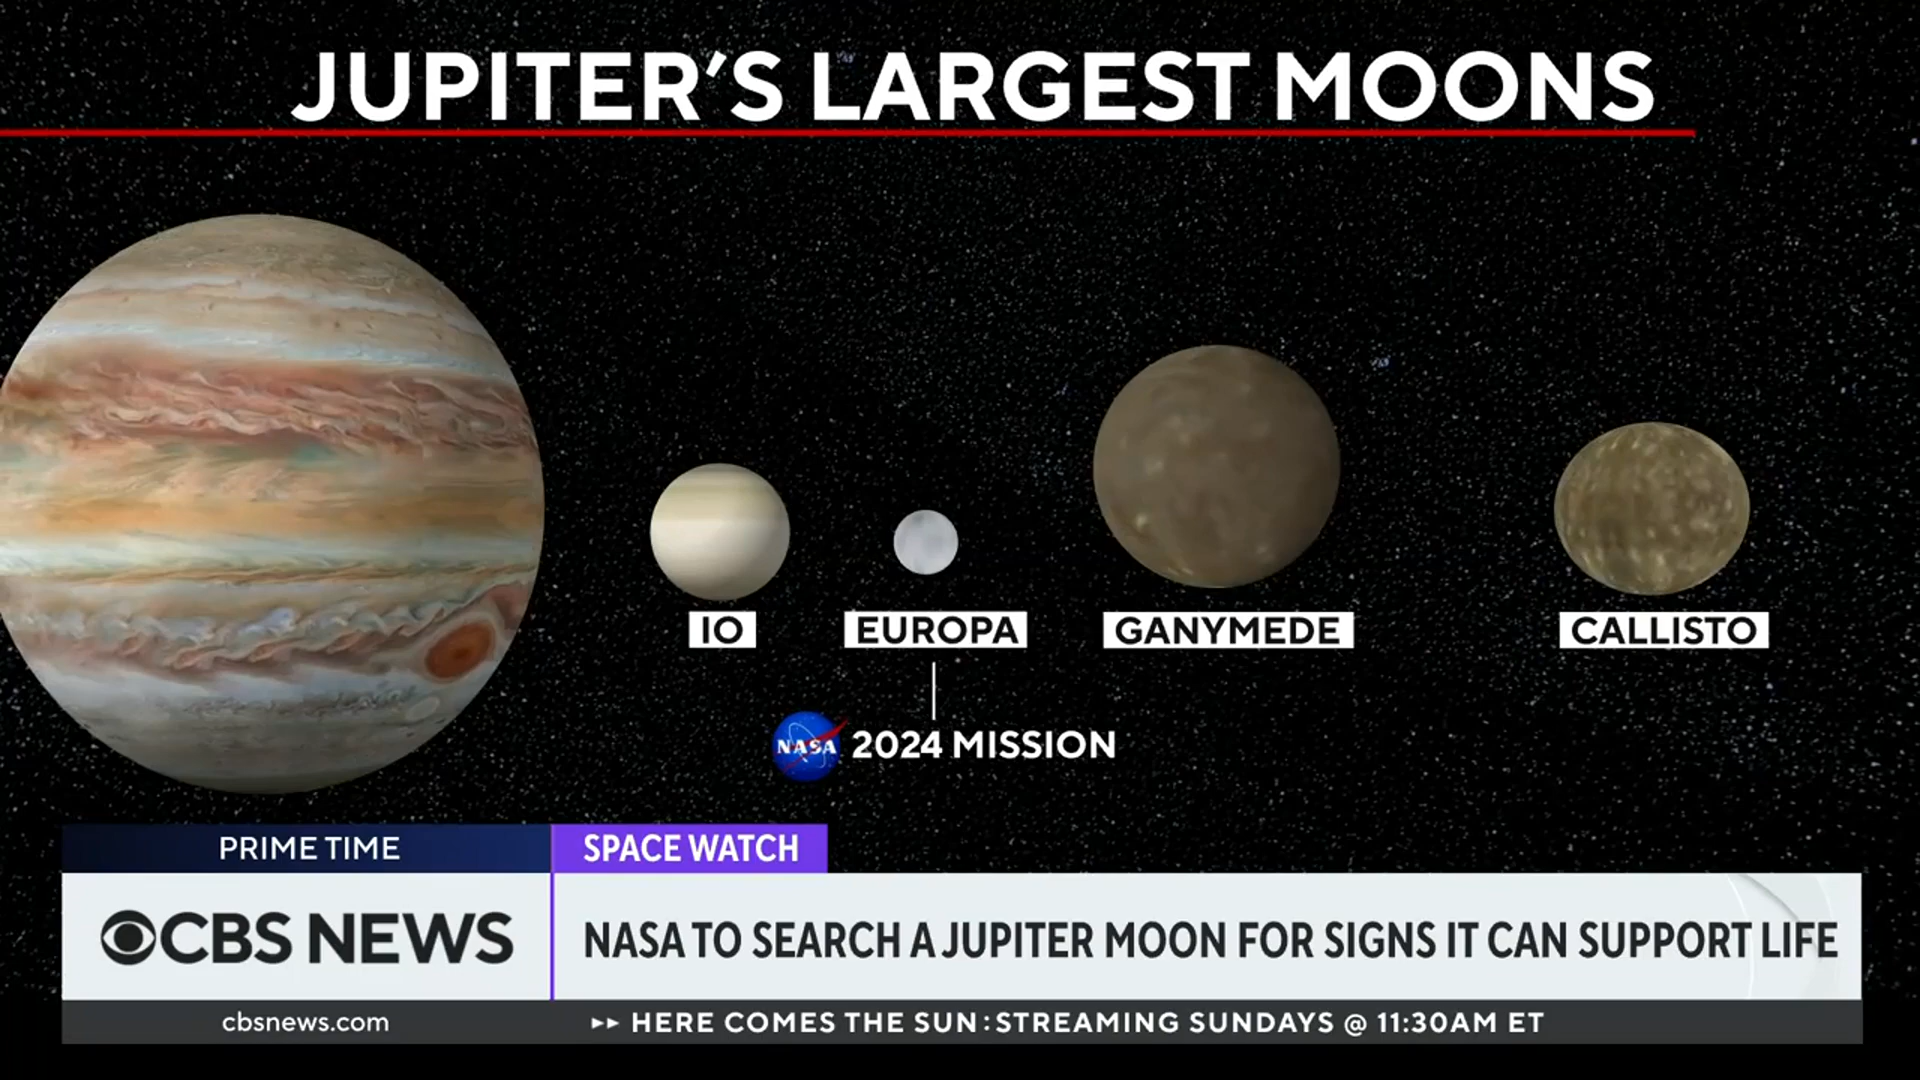 JUPITER'S LARGEST MOONS
IO
EUROPA
GANYMEDE
CALLISTO
NASA
2024 MISSION
PRIME TIME
SPACE WATCH
CBS NEWS
NASA TO SEARCH A JUPITER MOON FOR SIGNS IT CAN SUPPORT LIFE
cbsnews.com
HERE COMES THE SUN: STREAMING SUNDAYS @ 11:30AM ET